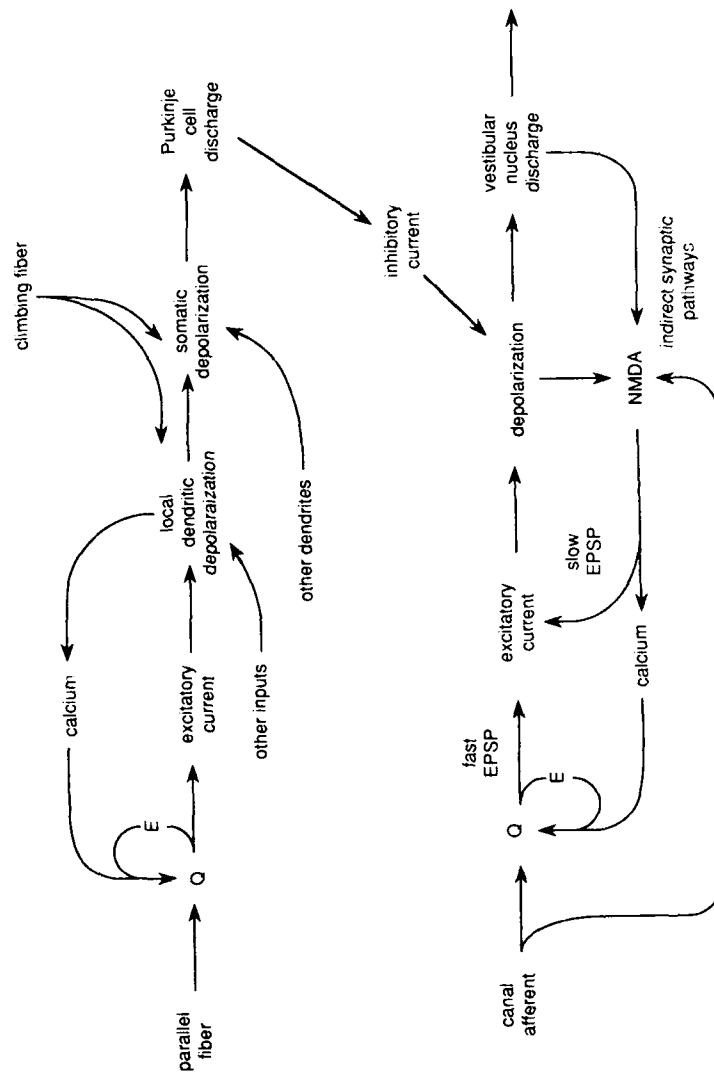 climbing fiber
calcium
local
dendritic
depolaraization
somatic
depolarization
Purkinje
cell
discharge
E
parallel
fiber
Q
excitatory
current
other inputs
other dendrites
inhibitory
current
canal
afferent
Q
fast
EPSP
E
excitatory
current
depolarization
vestibular
nucleus
discharge
slow
EPSP
calcium
NMDA
indirect synaptic
pathways